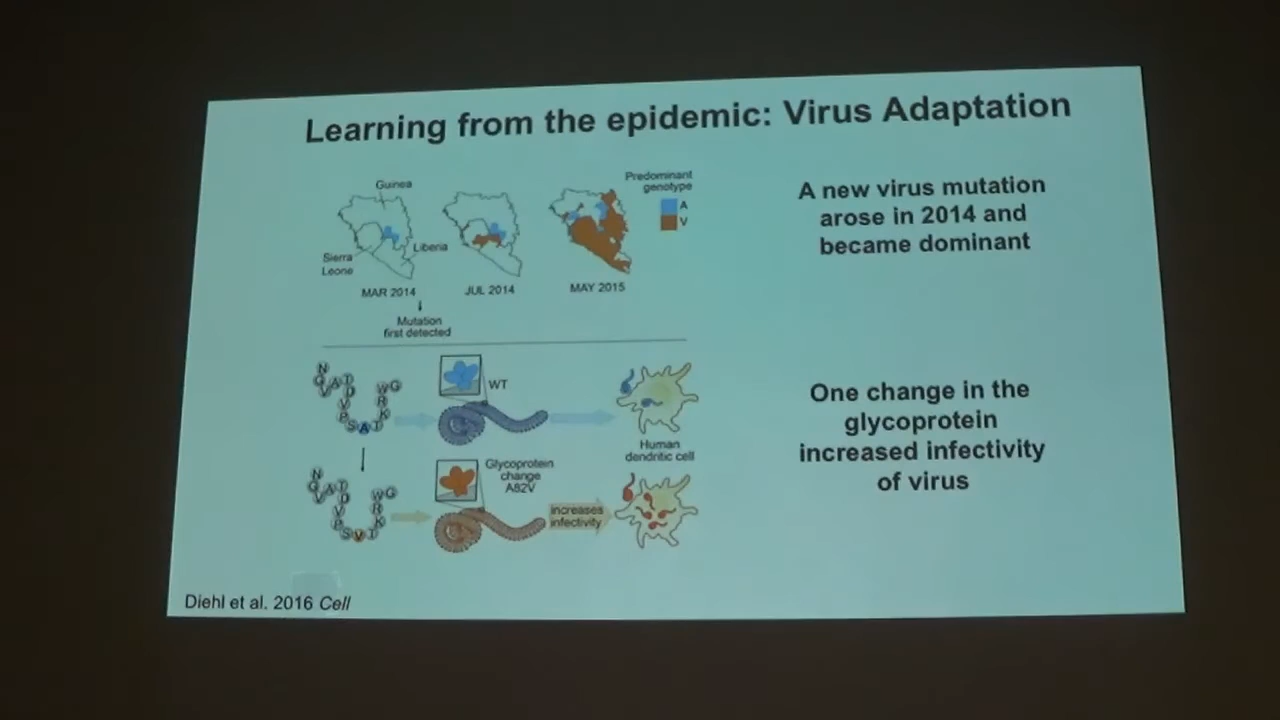 Learning from the epidemic: Virus Adaptation
Guinea
Sierra
Leone
Liberia
Predominant
genotype
A
V
MAR 2014
JUL 2014
MAY 2015
Mutation
first detected
A new virus mutation
arose in 2014 and
became dominant
WT
Human
dendritic cell
Glycoprotein
change
A82V
increases
infectivity
One change in the
glycoprotein
increased infectivity
of virus
Diehl et al. 2016 Cell